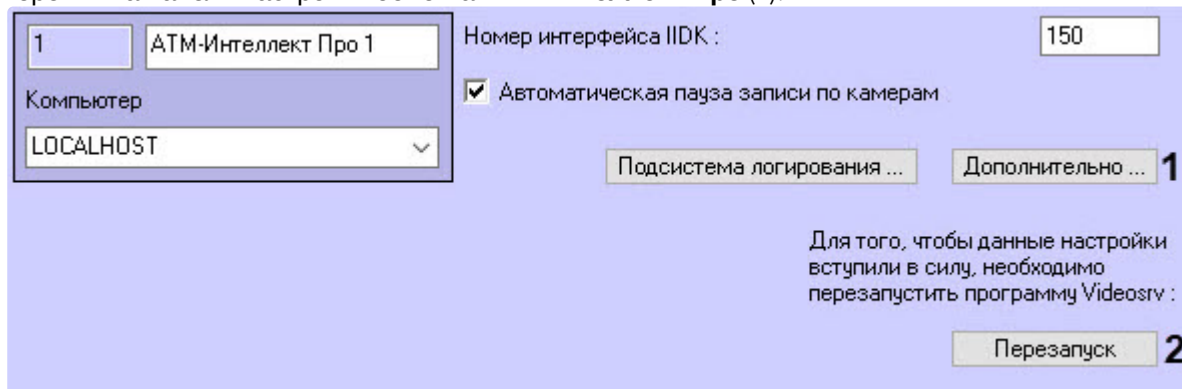 1
АТМ-Интеллект Про 1
Номер интерфейса IIDK :
150
Компьютер
Автоматическая пауза записи по камерам
LOCALHOST
Подсистема логирования ...
Дополнительно ...
1
Для того, чтобы данные настройки
вступили в силу, необходимо
перезапустить программу Videosrv :
Перезапуск
2